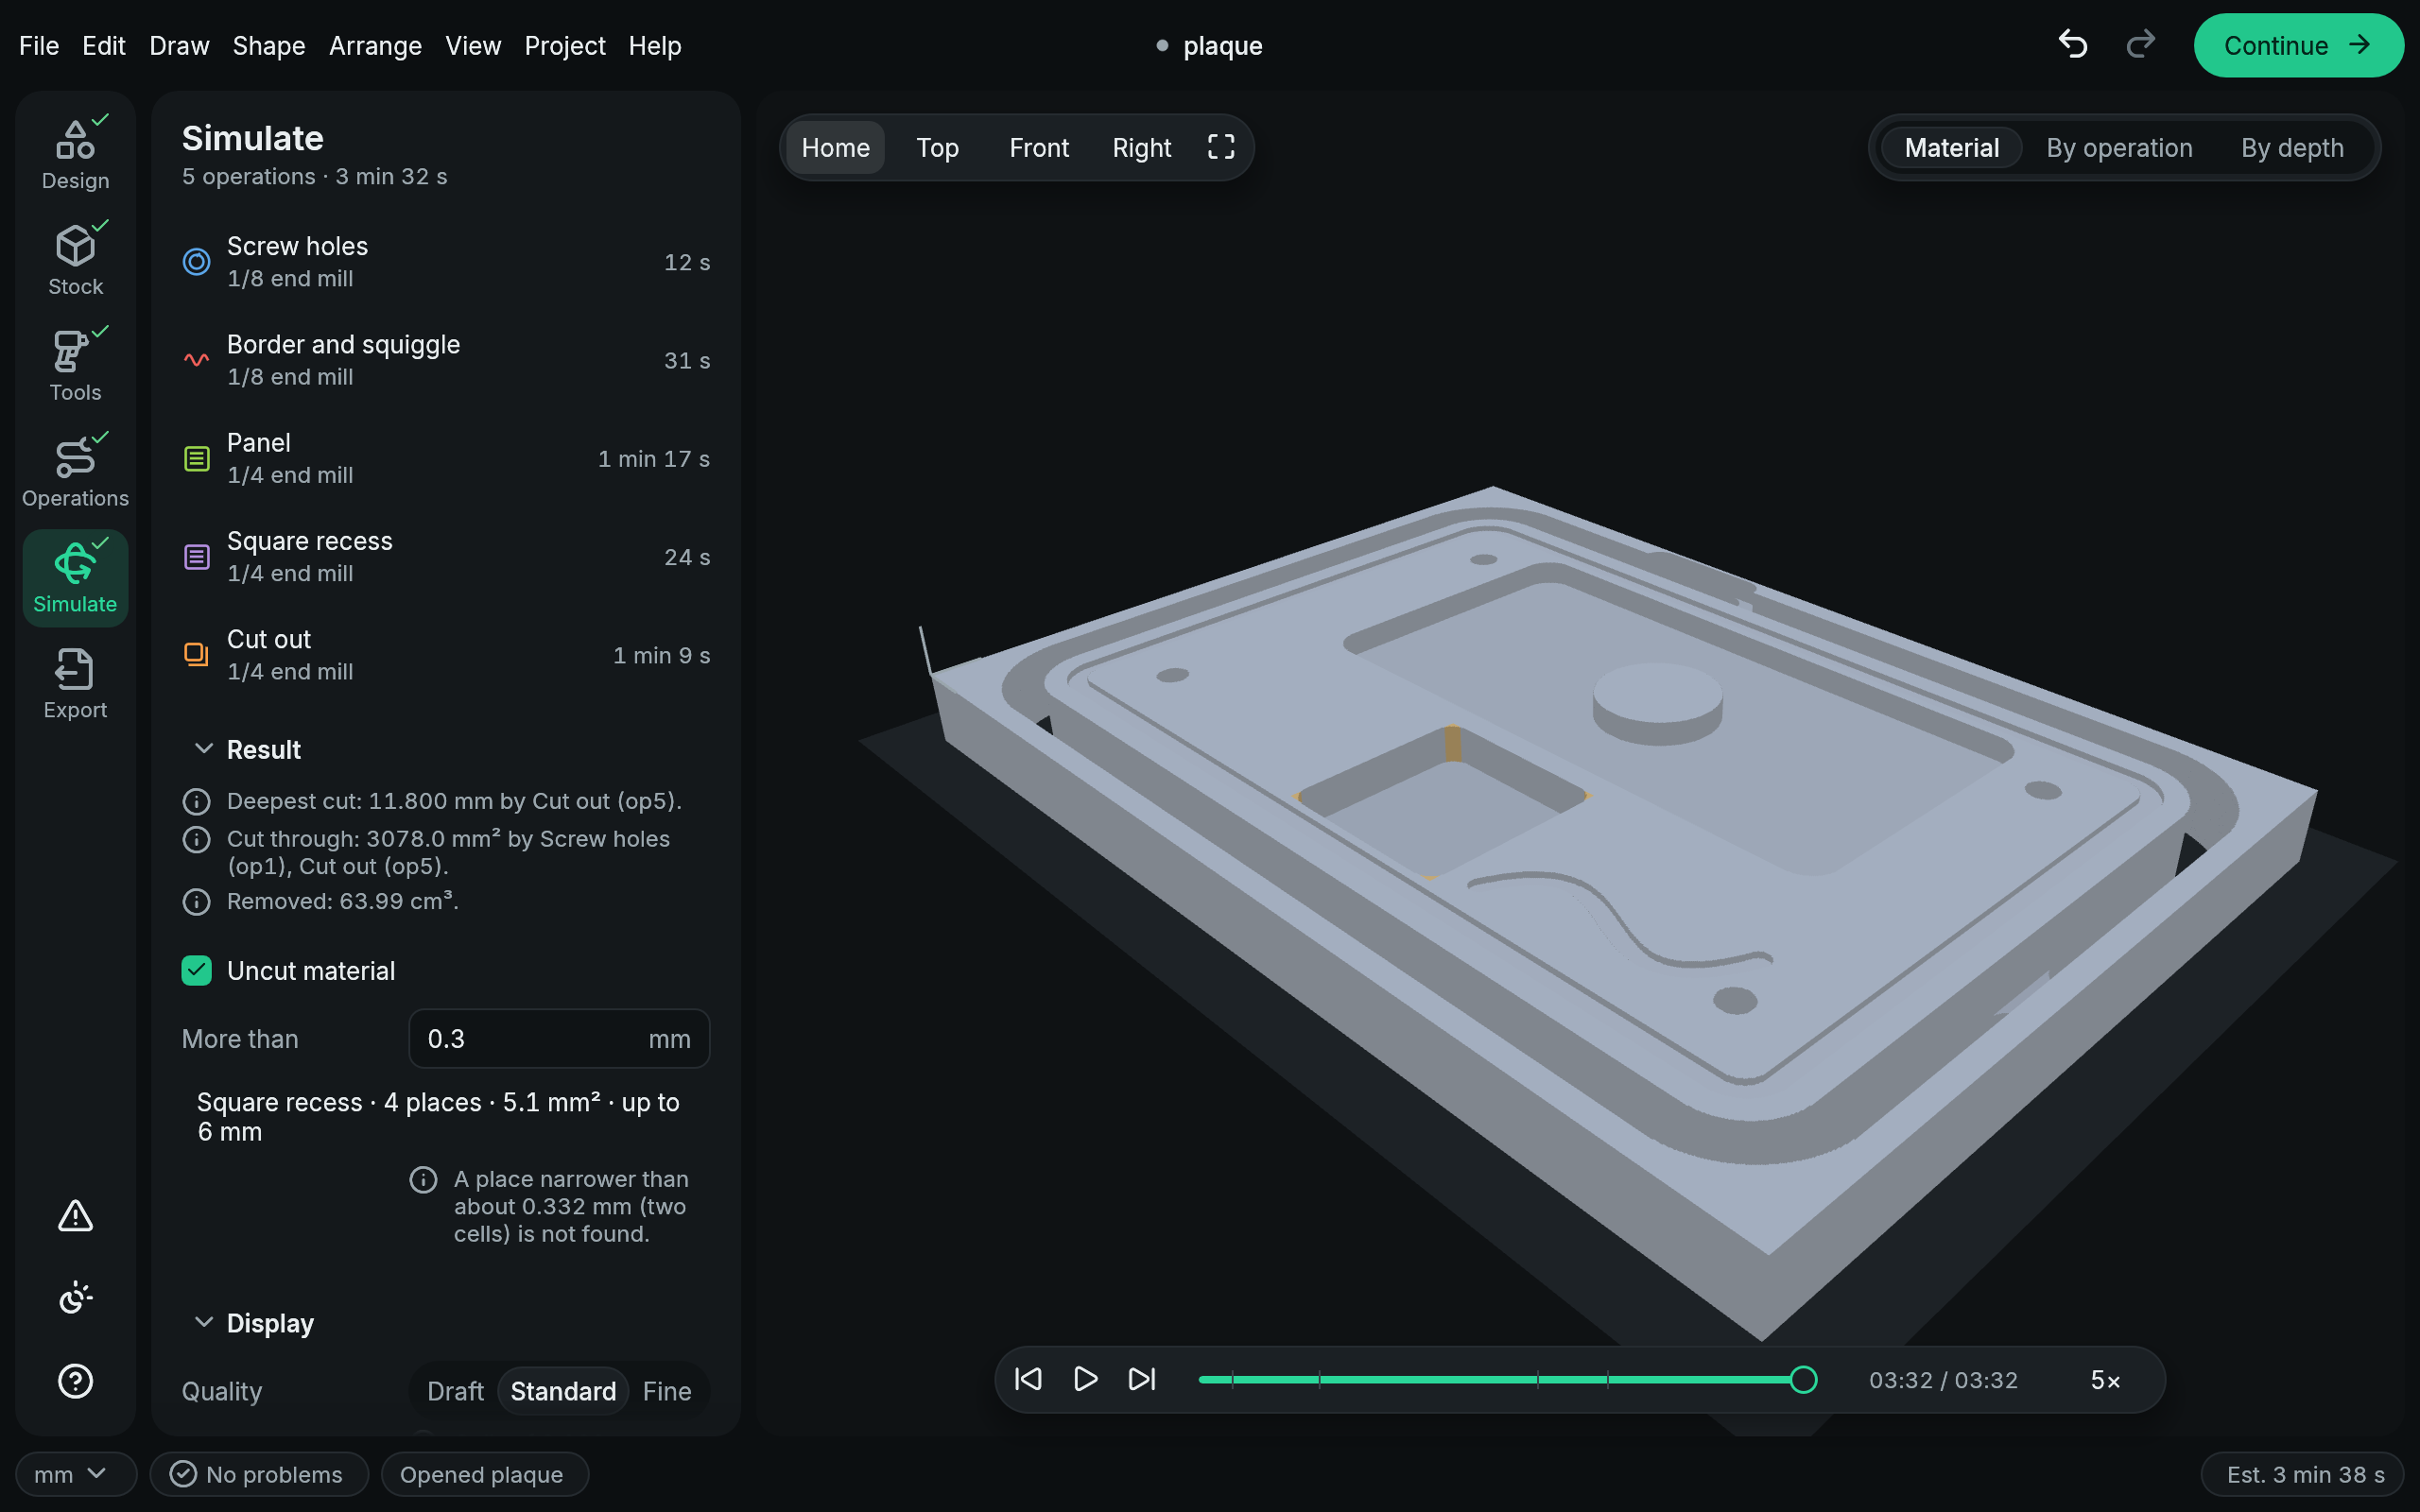 File Edit Draw Shape Arrange View Project Help
plaque
Continue
Design
Stock
Tools
Operations
Simulate
Export
Simulate
5 operations · 3 min 32 s
Screw holes
1/8 end mill
12 s
Border and squiggle
1/8 end mill
31 s
Panel
1/4 end mill
1 min 17 s
Square recess
1/4 end mill
24 s
Cut out
1/4 end mill
1 min 9 s
Result
Deepest cut: 11.800 mm by Cut out (op5).
Cut through: 3078.0 mm² by Screw holes
(op1), Cut out (op5).
Removed: 63.99 cm³.
Uncut material
More than 0.3 mm
Square recess · 4 places · 5.1 mm² · up to
6 mm
A place narrower than
about 0.332 mm (two
cells) is not found.
Display
Quality Draft Standard Fine
Home Top Front Right
Material By operation By depth
03:32 / 03:32 5×
mm No problems Opened plaque
Est. 3 min 38 s